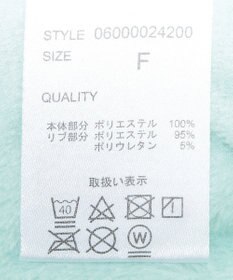 STYLE 06000024200
SIZE F
QUALITY
本体部分 ポリエステル 100%
リブ部分 ポリエステル 95%
ポリウレタン 5%
取扱い表示
40
W